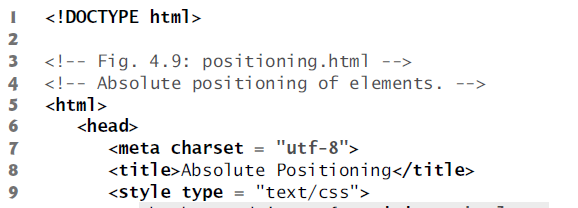 1 <!DOCTYPE html>
2
3 <!-- Fig. 4.9: positioning.html -->
4 <!-- Absolute positioning of elements. -->
5 <html>
6 <head>
7 <meta charset = "utf-8">
8 <title>Absolute Positioning</title>
9 <style type = "text/css">